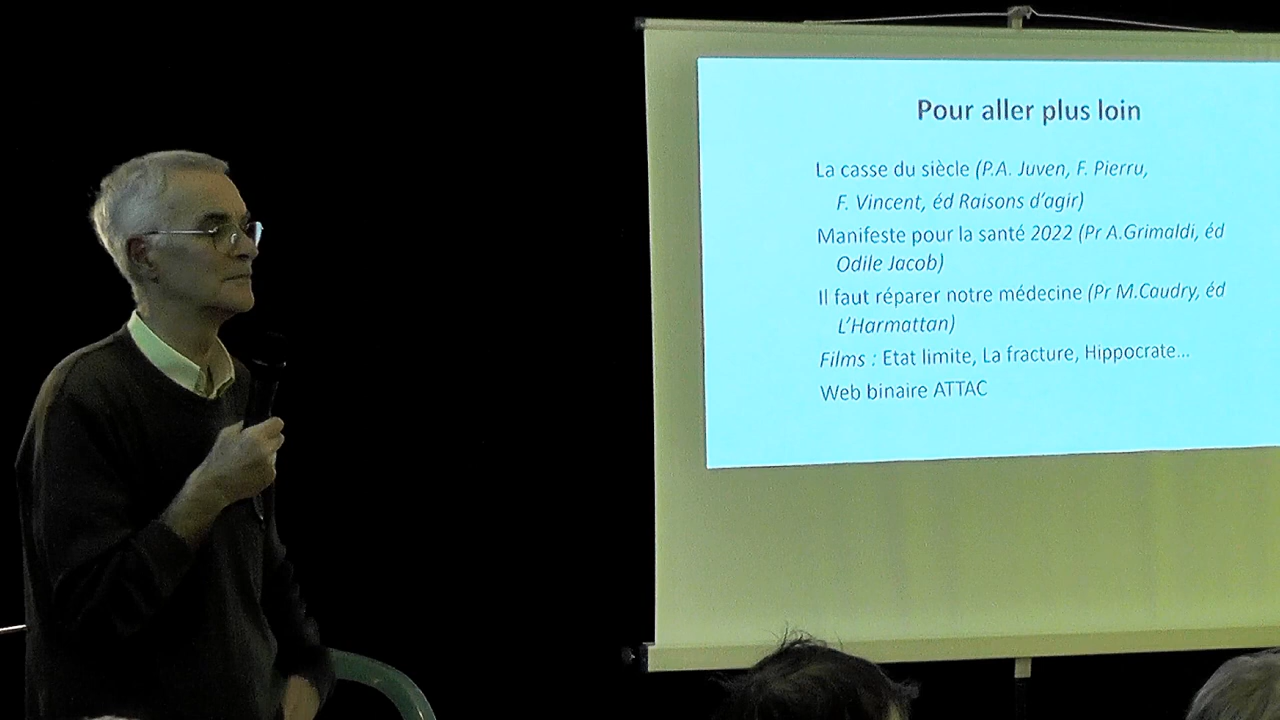 Pour aller plus loin
La casse du siècle (P.A. Juven, F. Pierru,
F. Vincent, éd Raisons d'agir)
Manifeste pour la santé 2022 (Pr A.Grimaldi, éd
Odile Jacob)
Il faut réparer notre médecine (Pr M.Caudry, éd
L'Harmattan)
Films : Etat limite, La fracture, Hippocrate...
Web binaire ATTAC